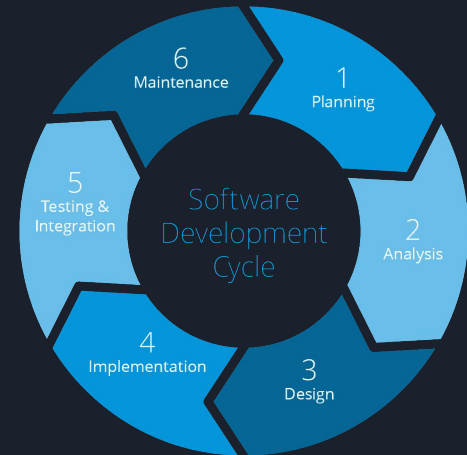 Software
Development
Cycle
1
Planning
2
Analysis
3
Design
4
Implementation
5
Testing &
Integration
6
Maintenance